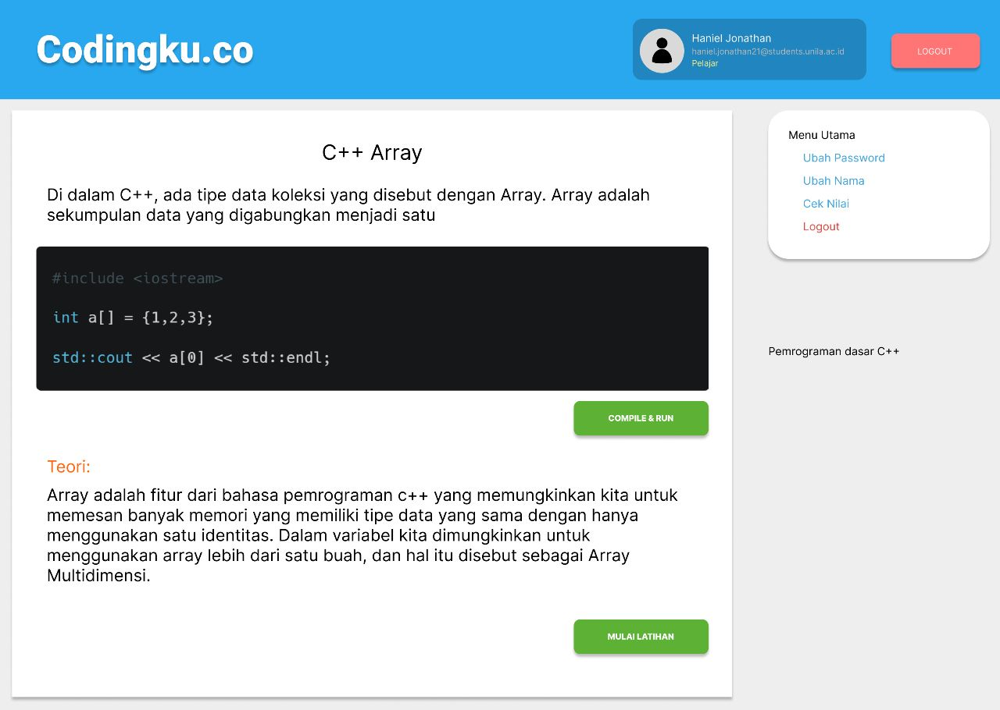 Codingku.co
Haniel Jonathan
haniel.jonathan21@students.unila.ac.id
Pelajar
LOGOUT
C++ Array
Di dalam C++, ada tipe data koleksi yang disebut dengan Array. Array adalah
sekumpulan data yang digabungkan menjadi satu
#include <iostream>
int a[] = {1,2,3};
std::cout << a[0] << std::endl;
COMPILE & RUN
Teori:
Array adalah fitur dari bahasa pemrograman c++ yang memungkinkan kita untuk
memesan banyak memori yang memiliki tipe data yang sama dengan hanya
menggunakan satu identitas. Dalam variabel kita dimungkinkan untuk
menggunakan array lebih dari satu buah, dan hal itu disebut sebagai Array
Multidimensi.
MULAI LATIHAN
Menu Utama
Ubah Password
Ubah Nama
Cek Nilai
Logout
Pemrograman dasar C++